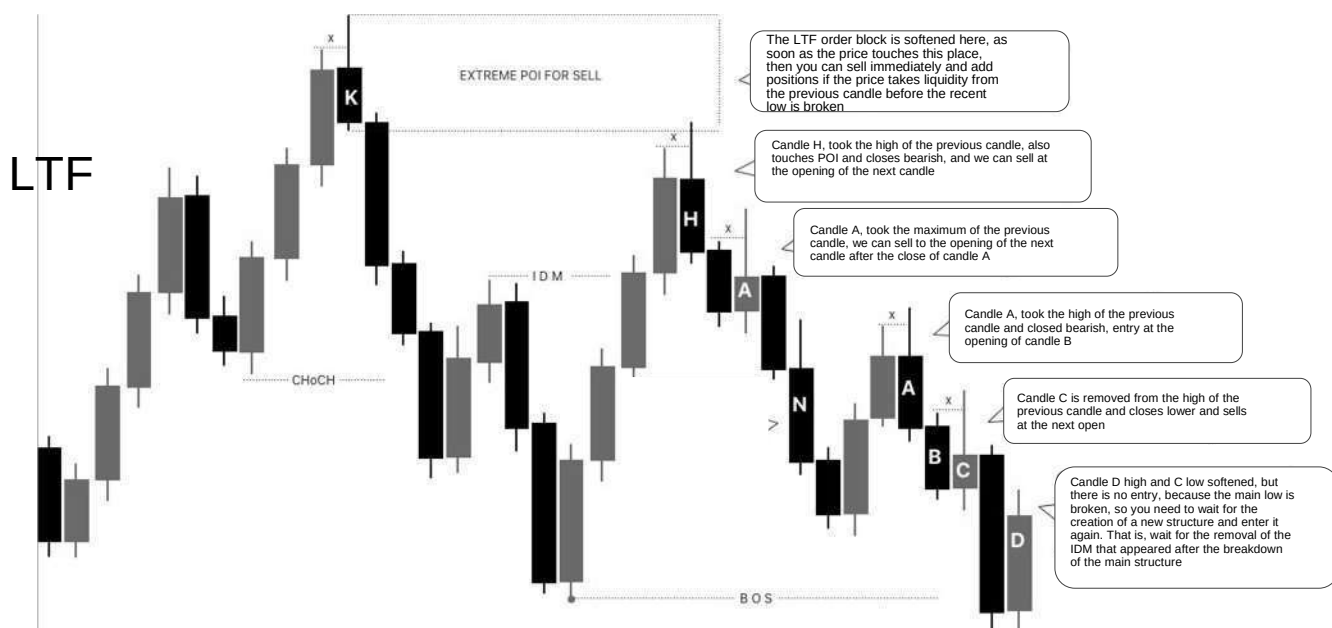 The LTF order block is softened here, as
soon as the price touches this place,
then you can sell immediately and add
positions if the price takes liquidity from
the previous candle before the recent
low is broken
x
EXTREME POI FOR SELL
K
Candle H, took the high of the previous candle, also
touches POI and closes bearish, and we can sell at
the opening of the next candle
x
LTF
H
Candle A, took the maximum of the previous
candle, we can sell to the opening of the next
candle after the close of candle A
x
IDM
A
Candle A, took the high of the previous
candle and closed bearish, entry at the
opening of candle B
x
CHoCH
A
N
Candle C is removed from the high of the
previous candle and closes lower and sells
at the next open
x
>
B
C
Candle D high and C low softened, but
there is no entry, because the main low is
broken, so you need to wait for the
creation of a new structure and enter it
again. That is, wait for the removal of the
IDM that appeared after the breakdown
of the main structure
D
BOS